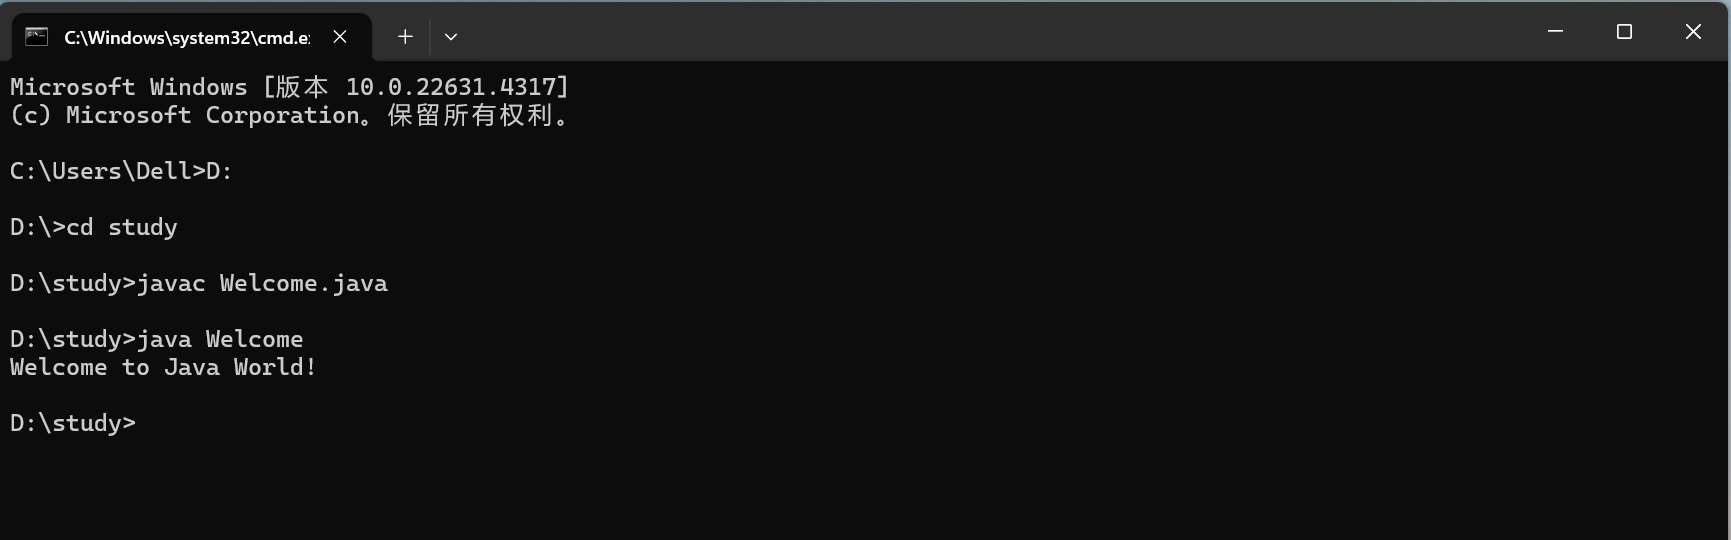 C:\Windows\system32\cmd.e
Microsoft Windows [版本 10.0.22631.4317]
(c) Microsoft Corporation。保留所有权利。
C:\Users\Dell>D:
D:\>cd study
D:\study>javac Welcome.java
D:\study>java Welcome
Welcome to Java World!
D:\study>